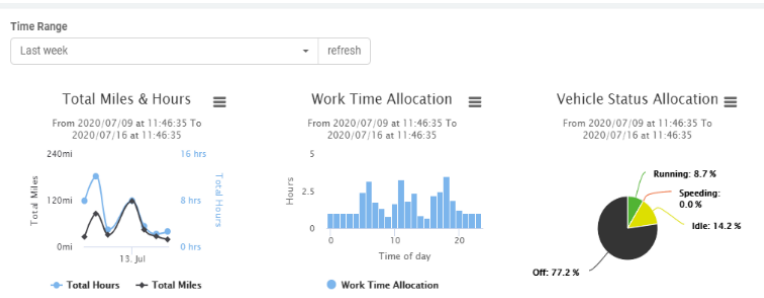 Time Range
Last week
refresh
Total Miles & Hours
From 2020/07/09 at 11:46:35 To
2020/07/16 at 11:46:35
240mi
16 hrs
Total Miles
120mi
8 hrs
Total Hours
0mi
0 hrs
13. Jul
Total Hours
Total Miles
Work Time Allocation
From 2020/07/09 at 11:46:35 To
2020/07/16 at 11:46:35
5
Hours
2.5
0
0
10
20
Time of day
Work Time Allocation
Vehicle Status Allocation
From 2020/07/09 at 11:46:35 To
2020/07/16 at 11:46:35
Running: 8.7 %
Speeding:
0.0 %
Idle: 14.2 %
Off: 77.2 %